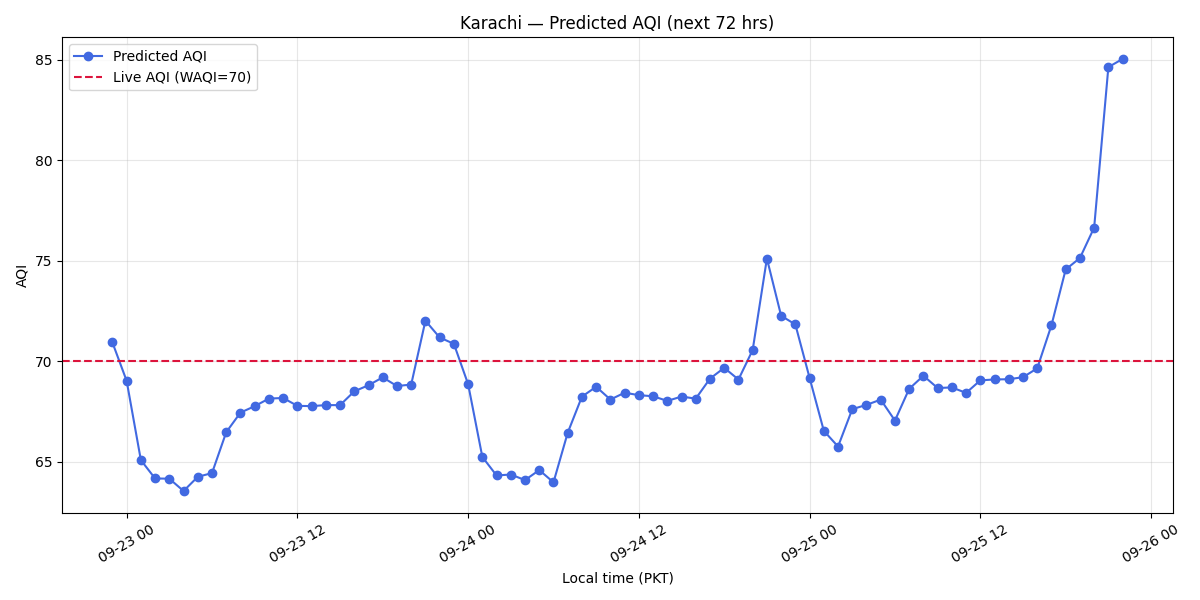 Karachi — Predicted AQI (next 72 hrs)
Predicted AQI
Live AQI (WAQI=70)
85
80
75
70
65
AQI
09-23 00
09-23 12
09-24 00
09-24 12
09-25 00
09-25 12
09-26 00
Local time (PKT)